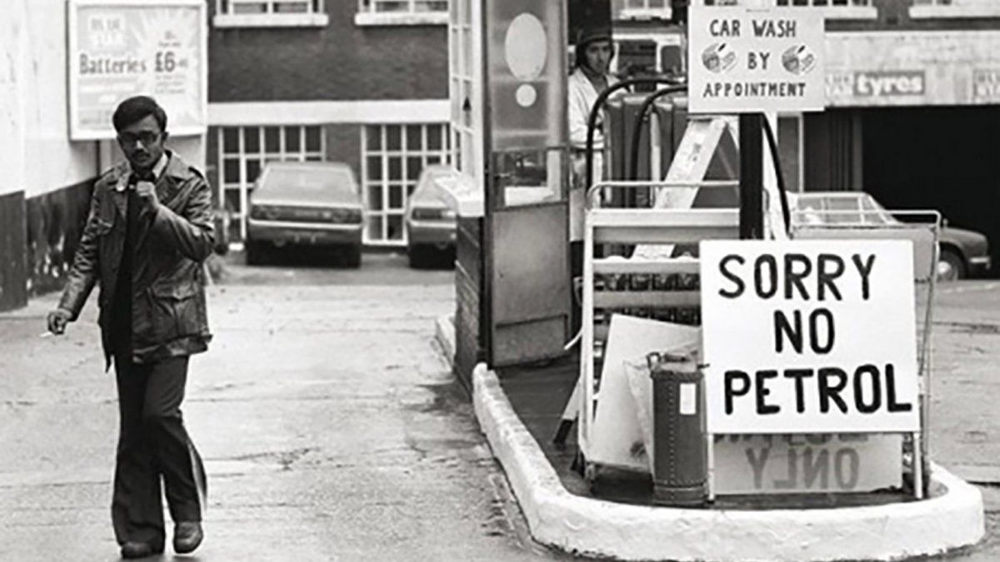 Batteries £6
CAR WASH
BY
APPOINTMENT
tyres
SORRY
NO
PETROL
ONLY